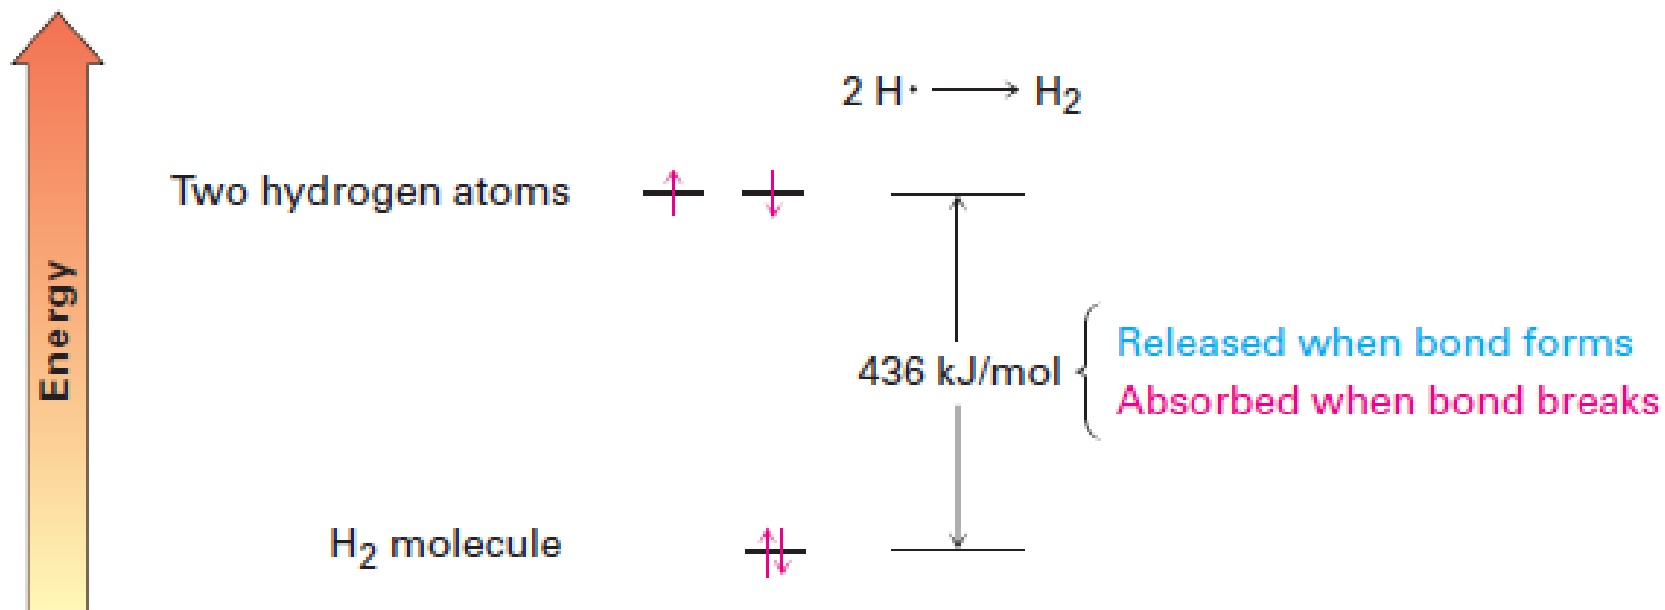 2 H· ⟶ H₂
Two hydrogen atoms
Energy
436 kJ/mol
Released when bond forms
Absorbed when bond breaks
H₂ molecule